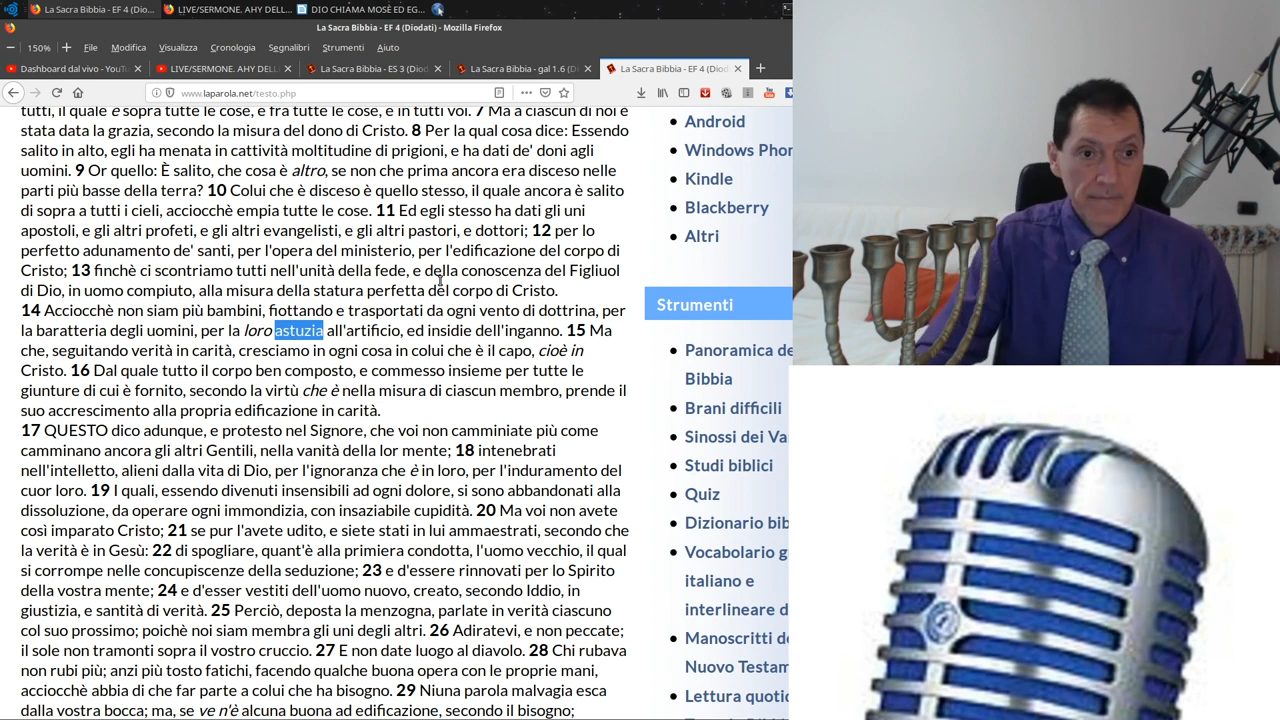 La Sacra Bibbia - EF 4 (Dio...
LIVE/SERMONE. AHY DELL...
DIO CHIAMA MOSÈ ED EG...
La Sacra Bibbia - EF 4 (Diodati) - Mozilla Firefox
150%
File Modifica Visualizza Cronologia Segnalibri Strumenti Aiuto
Dashboard dal vivo - YouTu
LIVE/SERMONE. AHY DELL
La Sacra Bibbia - ES 3 (Diod
La Sacra Bibbia - gal 1.6 (D
La Sacra Bibbia - EF 4 (Diod
www.laparola.net/testo.php
tutti, il quale è sopra tutte le cose, e fra tutte le cose, e in tutti voi. 7 Ma a ciascun di noi è
stata data la grazia, secondo la misura del dono di Cristo. 8 Per la qual cosa dice: Essendo
salito in alto, egli ha menata in cattività moltitudine di prigioni, e ha dati de' doni agli
uomini. 9 Or quello: È salito, che cosa è altro, se non che prima ancora era disceso nelle
parti più basse della terra? 10 Colui che è disceso è quello stesso, il quale ancora è salito
di sopra a tutti i cieli, acciocchè empia tutte le cose. 11 Ed egli stesso ha dati gli uni
apostoli, e gli altri profeti, e gli altri evangelisti, e gli altri pastori, e dottori; 12 per lo
perfetto adunamento de' santi, per l'opera del ministerio, per l'edificazione del corpo di
Cristo; 13 finchè ci scontriamo tutti nell'unità della fede, e della conoscenza del Figliuol
di Dio, in uomo compiuto, alla misura della statura perfetta del corpo di Cristo.
14 Acciocchè non siam più bambini, fiottando e trasportati da ogni vento di dottrina, per
la baratteria degli uomini, per la loro astuzia all'artificio, ed insidie dell'inganno. 15 Ma
che, seguitando verità in carità, cresciamo in ogni cosa in colui che è il capo, cioè in
Cristo. 16 Dal quale tutto il corpo ben composto, e commesso insieme per tutte le
giunture di cui è fornito, secondo la virtù che è nella misura di ciascun membro, prende il
suo accrescimento alla propria edificazione in carità.
17 QUESTO dico adunque, e protesto nel Signore, che voi non camminiate più come
camminano ancora gli altri Gentili, nella vanità della lor mente; 18 intenebrati
nell'intelletto, alieni dalla vita di Dio, per l'ignoranza che è in loro, per l'induramento del
cuor loro. 19 I quali, essendo divenuti insensibili ad ogni dolore, si sono abbandonati alla
dissoluzione, da operare ogni immondizia, con insaziabile cupidità. 20 Ma voi non avete
così imparato Cristo; 21 se pur l'avete udito, e siete stati in lui ammaestrati, secondo che
la verità è in Gesù: 22 di spogliare, quant'è alla primiera condotta, l'uomo vecchio, il qual
si corrompe nelle concupiscenze della seduzione; 23 e d'essere rinnovati per lo Spirito
della vostra mente; 24 e d'esser vestiti dell'uomo nuovo, creato, secondo Iddio, in
giustizia, e santità di verità. 25 Perciò, deposta la menzogna, parlate in verità ciascuno
col suo prossimo; poichè noi siam membra gli uni degli altri. 26 Adiratevi, e non peccate;
il sole non tramonti sopra il vostro cruccio. 27 E non date luogo al diavolo. 28 Chi rubava
non rubi più; anzi più tosto fatichi, facendo qualche buona opera con le proprie mani,
acciocchè abbia di che far parte a colui che ha bisogno. 29 Niuna parola malvagia esca
dalla vostra bocca; ma, se ve n'è alcuna buona ad edificazione, secondo il bisogno;
Android
Windows Phon
Kindle
Blackberry
Altri
Strumenti
Panoramica de
Bibbia
Brani difficili
Sinossi dei Va
Studi biblici
Quiz
Dizionario bib
Vocabolario g
italiano e
interlineare d
Manoscritti de
Nuovo Testam
Lettura quotid